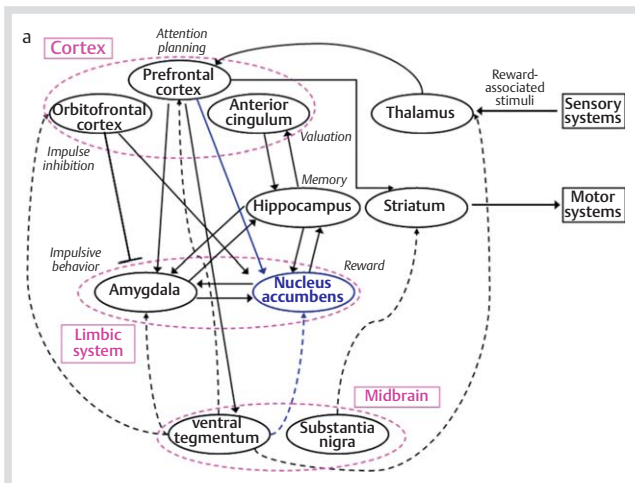 a
Attention
planning
Cortex
Prefrontal
cortex
Reward-
associated
stimuli
Orbitofrontal
cortex
Anterior
cingulum
Thalamus
Sensory
systems
Impulse
inhibition
Valuation
Memory
Hippocampus
Striatum
Motor
systems
Impulsive
behavior
Reward
Amygdala
Nucleus
accumbens
Limbic
system
Midbrain
ventral
tegmentum
Substantia
nigra